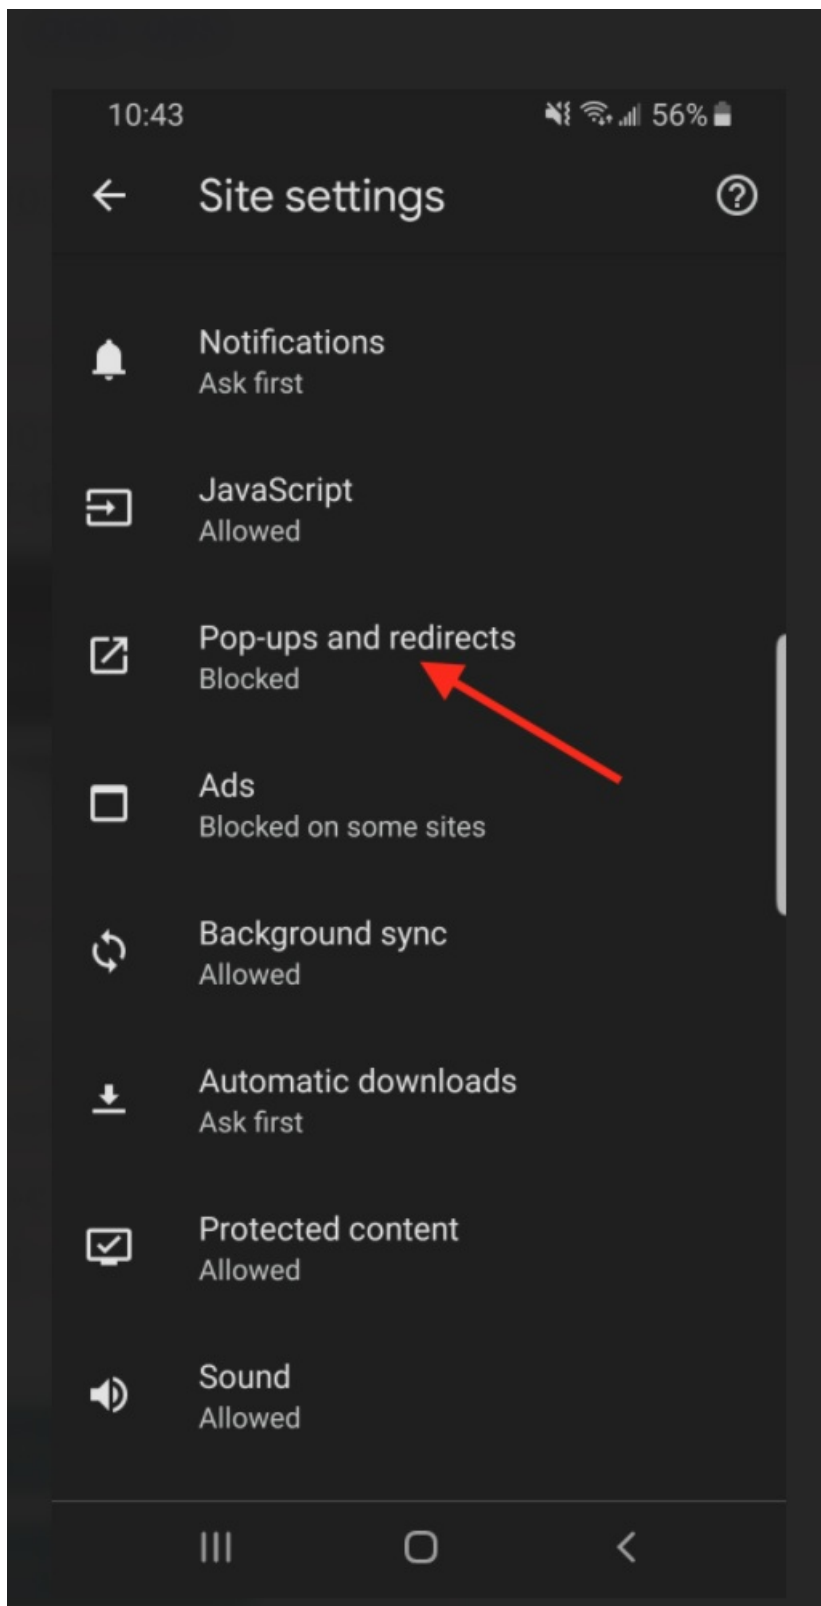 10:43 56%
Site settings
Notifications
Ask first
JavaScript
Allowed
Pop-ups and redirects
Blocked
Ads
Blocked on some sites
Background sync
Allowed
Automatic downloads
Ask first
Protected content
Allowed
Sound
Allowed